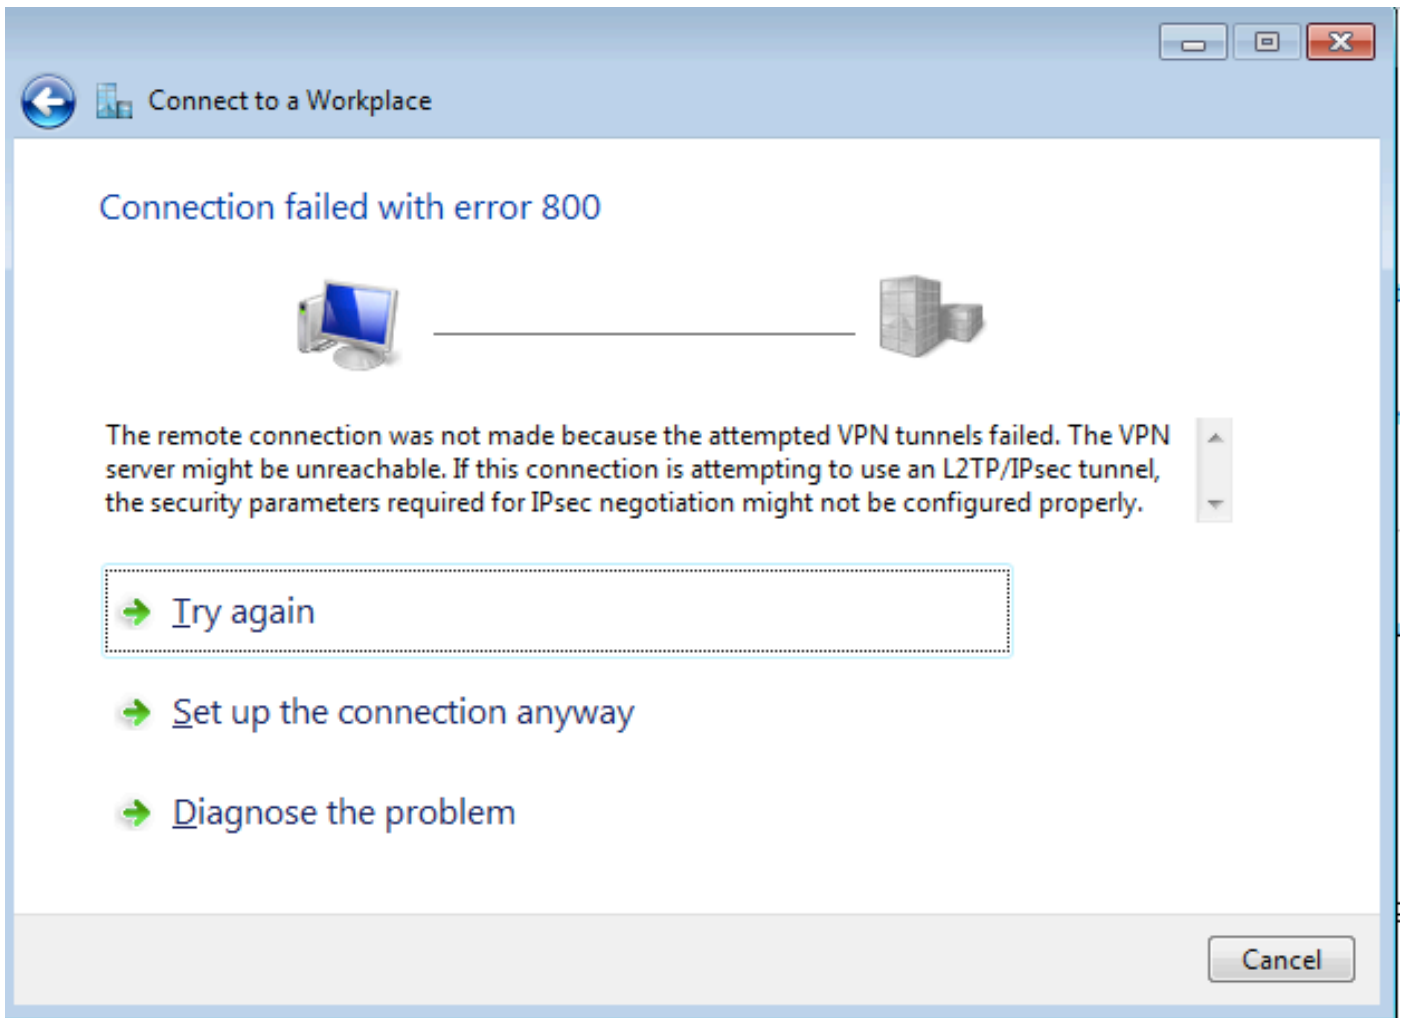 Connect to a Workplace
Connection failed with error 800
The remote connection was not made because the attempted VPN tunnels failed. The VPN
server might be unreachable. If this connection is attempting to use an L2TP/IPsec tunnel,
the security parameters required for IPsec negotiation might not be configured properly.
Try again
Set up the connection anyway
Diagnose the problem
Cancel